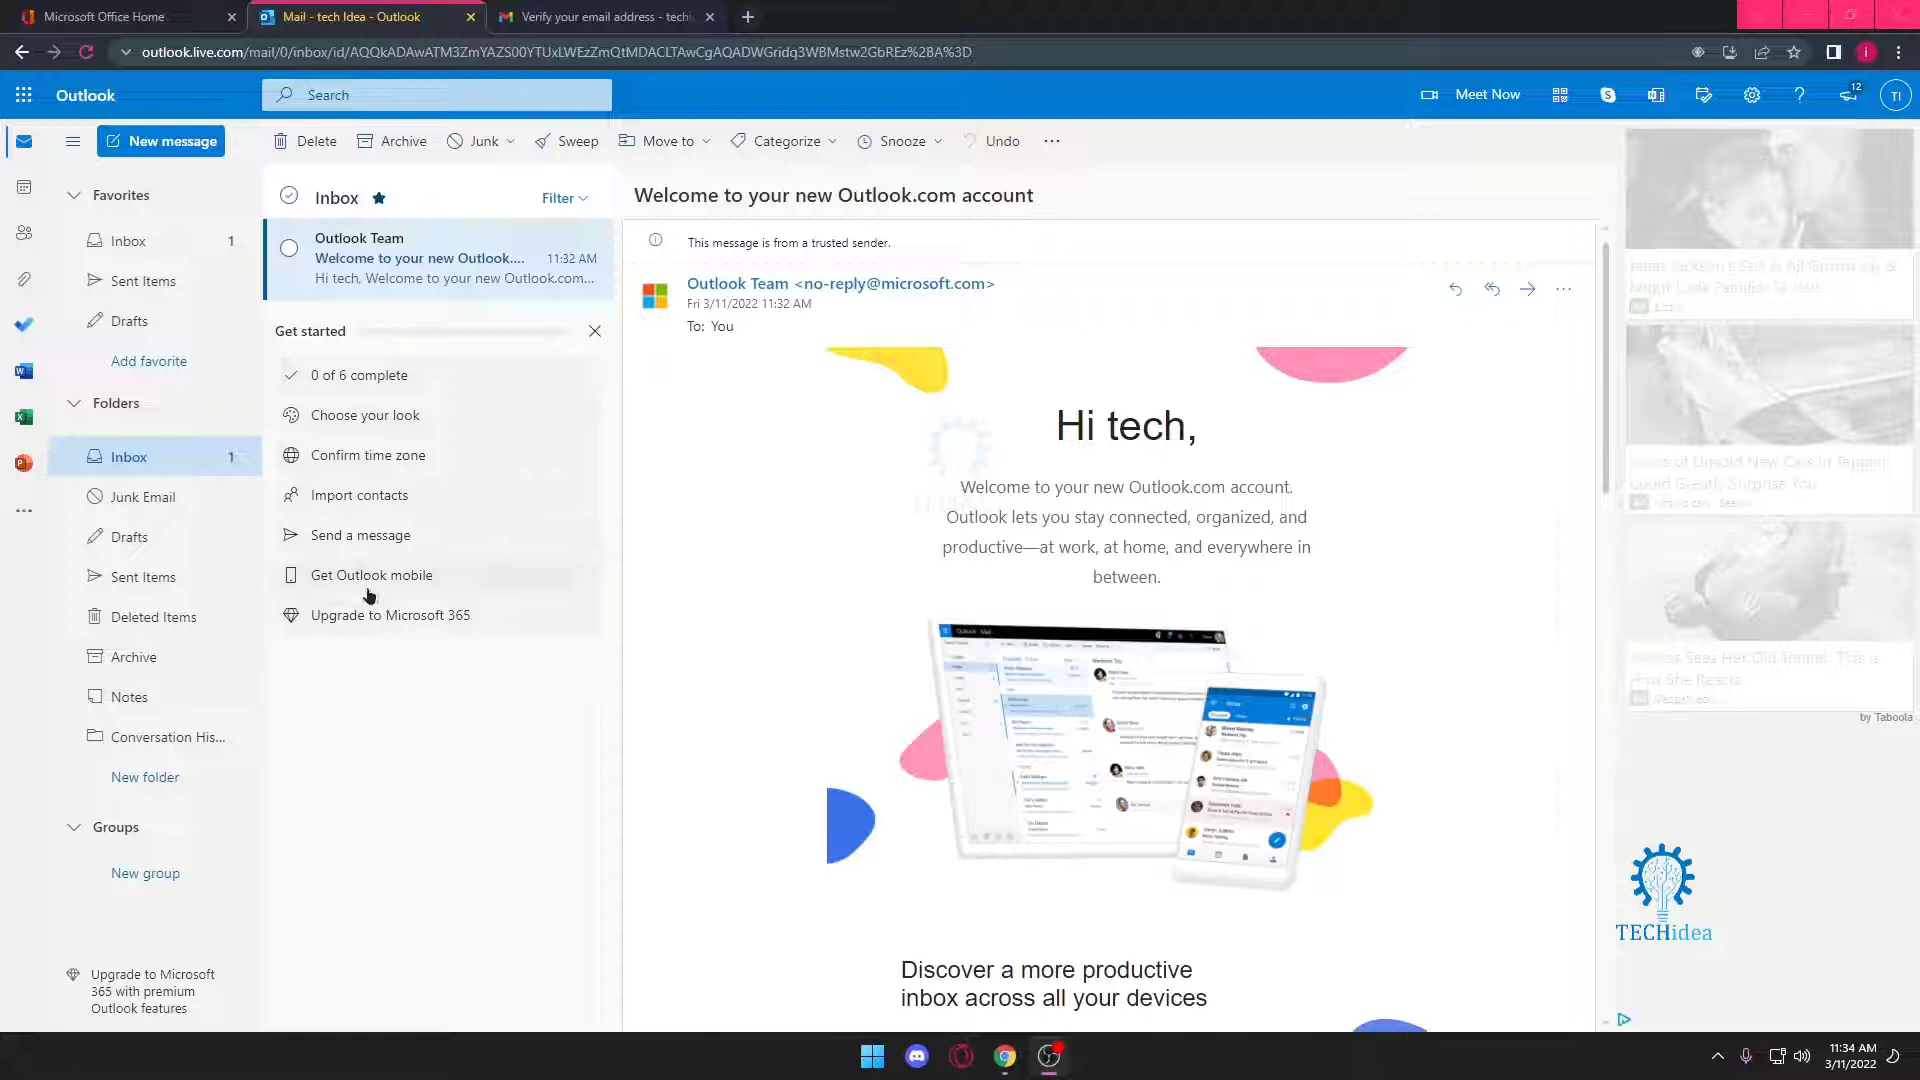 Microsoft Office Home
Mail - tech Idea - Outlook
Verify your email address - techi
outlook.live.com/mail/0/inbox/id/AQQkADAwATM3ZmYAZS00YTUxLWEzZmQtMDACLTAwCgAQADWGridq3WBMstw2GbREz%2BA%3D
i
Outlook
Search
Meet Now
12
TI
New message
Delete
Archive
Junk
Sweep
Move to
Categorize
Snooze
Undo
Favorites
Inbox 1
Sent Items
Drafts
Add favorite
Folders
Inbox 1
Junk Email
Drafts
Sent Items
Deleted Items
Archive
Notes
Conversation His...
New folder
Groups
New group
Upgrade to Microsoft
365 with premium
Outlook features
Inbox
Filter
Outlook Team
Welcome to your new Outlook.... 11:32 AM
Hi tech, Welcome to your new Outlook.com...
Get started
0 of 6 complete
Choose your look
Confirm time zone
Import contacts
Send a message
Get Outlook mobile
Upgrade to Microsoft 365
Welcome to your new Outlook.com account
This message is from a trusted sender.
Outlook Team <no-reply@microsoft.com>
Fri 3/11/2022 11:32 AM
To: You
Hi tech,
Welcome to your new Outlook.com account.
Outlook lets you stay connected, organized, and
productive—at work, at home, and everywhere in
between.
Discover a more productive
inbox across all your devices
by Taboola
TECHidea
11:34 AM
3/11/2022